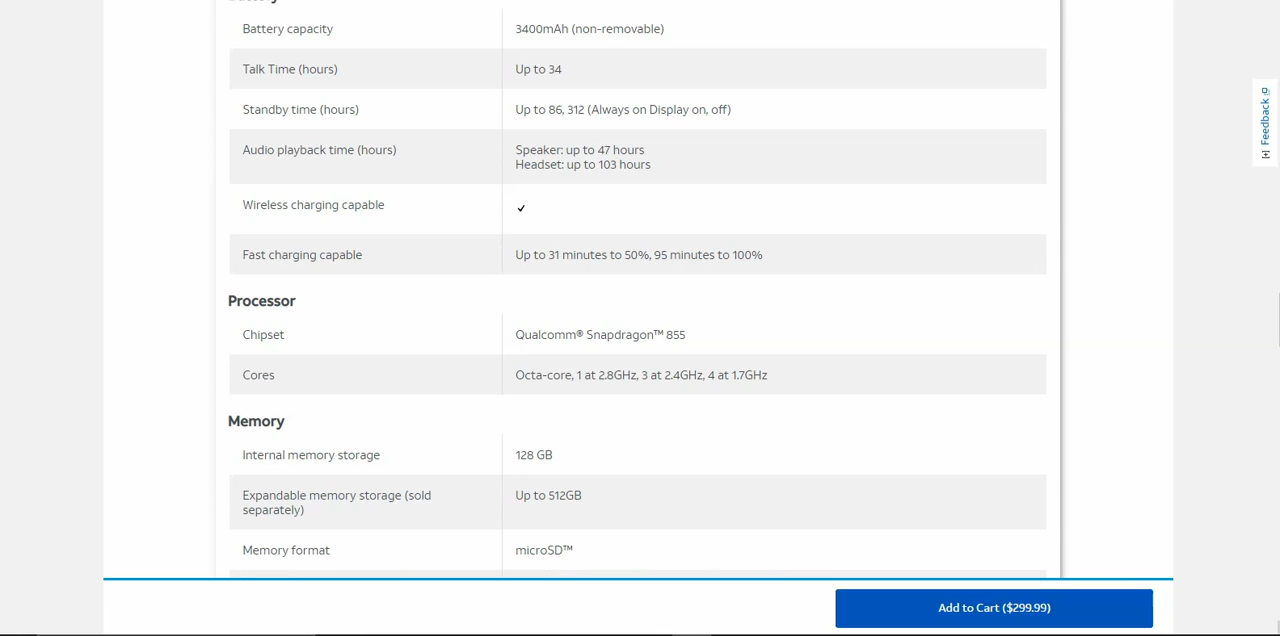 Battery capacity
3400mAh (non-removable)
Talk Time (hours)
Up to 34
Standby time (hours)
Up to 86, 312 (Always on Display on, off)
Audio playback time (hours)
Speaker: up to 47 hours
Headset: up to 103 hours
Wireless charging capable
✓
Fast charging capable
Up to 31 minutes to 50%, 95 minutes to 100%
Processor
Chipset
Qualcomm® Snapdragon™ 855
Cores
Octa-core, 1 at 2.8GHz, 3 at 2.4GHz, 4 at 1.7GHz
Memory
Internal memory storage
128 GB
Expandable memory storage (sold
separately)
Up to 512GB
Memory format
microSD™
Add to Cart ($299.99)
[+] Feedback